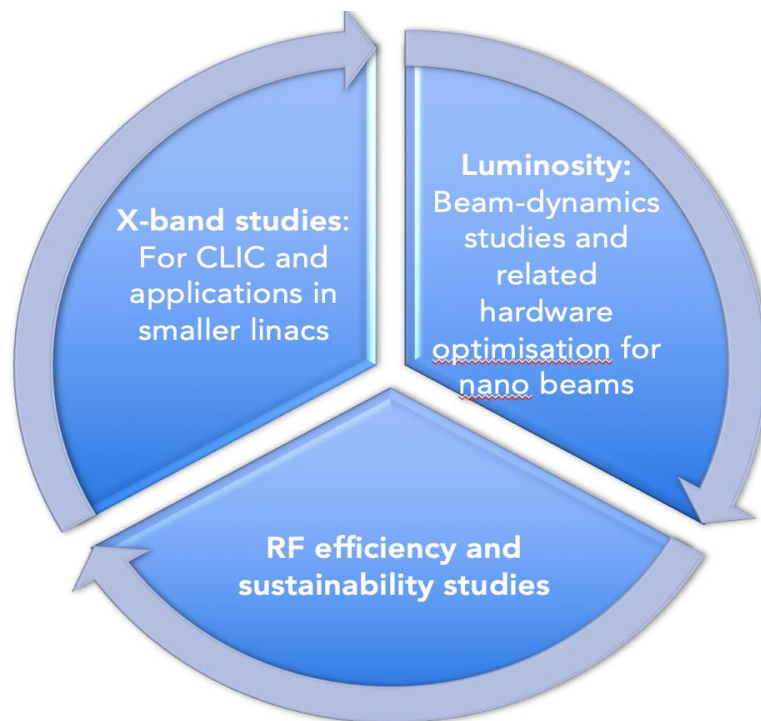 X-band studies:
For CLIC and
applications in
smaller linacs
Luminosity:
Beam-dynamics
studies and
related
hardware
optimisation for
nano beams
RF efficiency and
sustainability studies